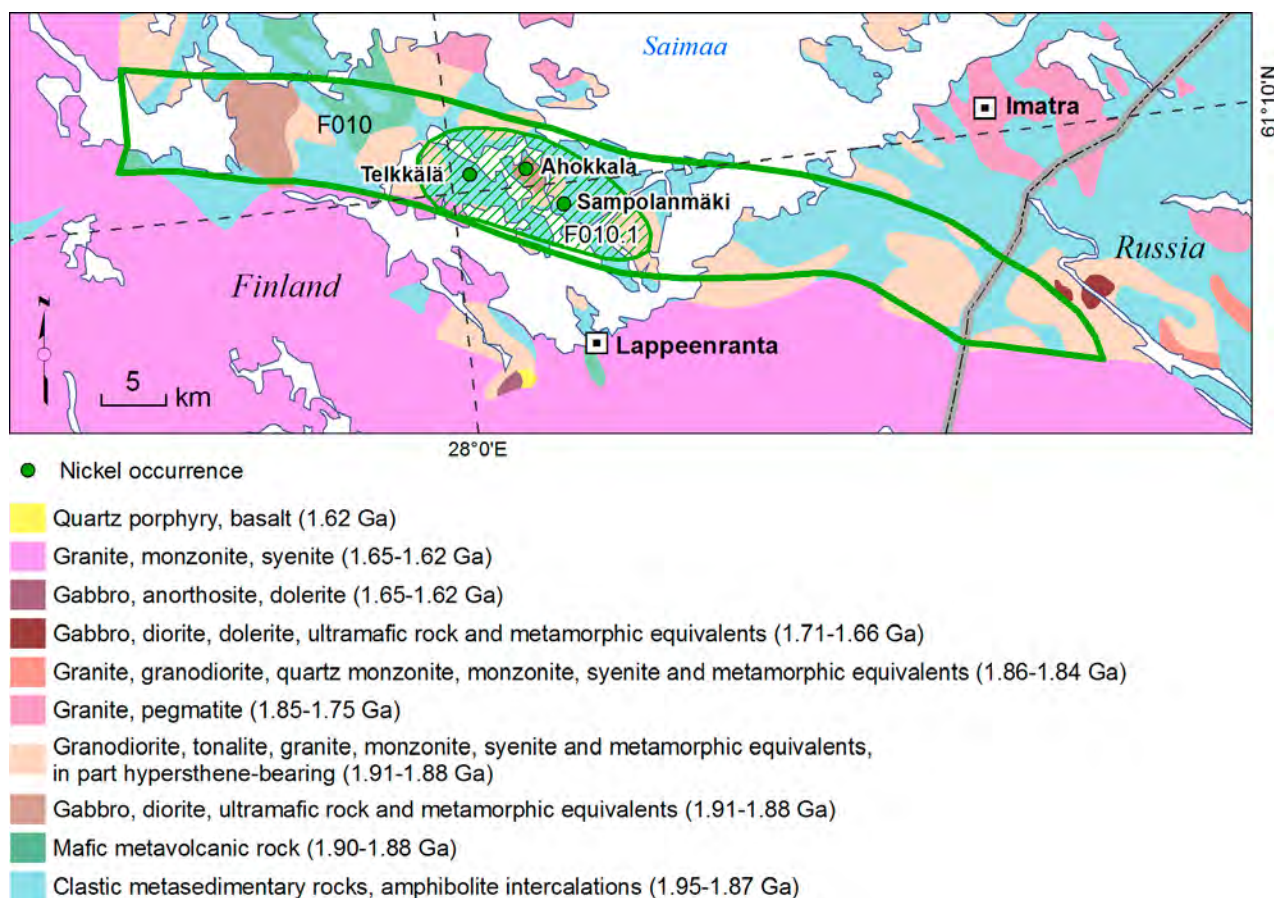 Saimaa
61°10'N
Imatra
F010
Telkkälä
Ahokkala
Sampolanmäki
F010.1
Russia
Finland
Lappeenranta
N
5
km
28°0'E
Nickel occurrence
Quartz porphyry, basalt (1.62 Ga)
Granite, monzonite, syenite (1.65-1.62 Ga)
Gabbro, anorthosite, dolerite (1.65-1.62 Ga)
Gabbro, diorite, dolerite, ultramafic rock and metamorphic equivalents (1.71-1.66 Ga)
Granite, granodiorite, quartz monzonite, monzonite, syenite and metamorphic equivalents (1.86-1.84 Ga)
Granite, pegmatite (1.85-1.75 Ga)
Granodiorite, tonalite, granite, monzonite, syenite and metamorphic equivalents,
in part hypersthene-bearing (1.91-1.88 Ga)
Gabbro, diorite, ultramafic rock and metamorphic equivalents (1.91-1.88 Ga)
Mafic metavolcanic rock (1.90-1.88 Ga)
Clastic metasedimentary rocks, amphibolite intercalations (1.95-1.87 Ga)